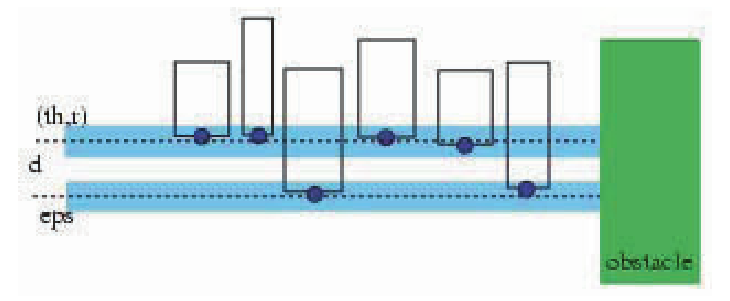 (th,r)
d
eps
obstacle